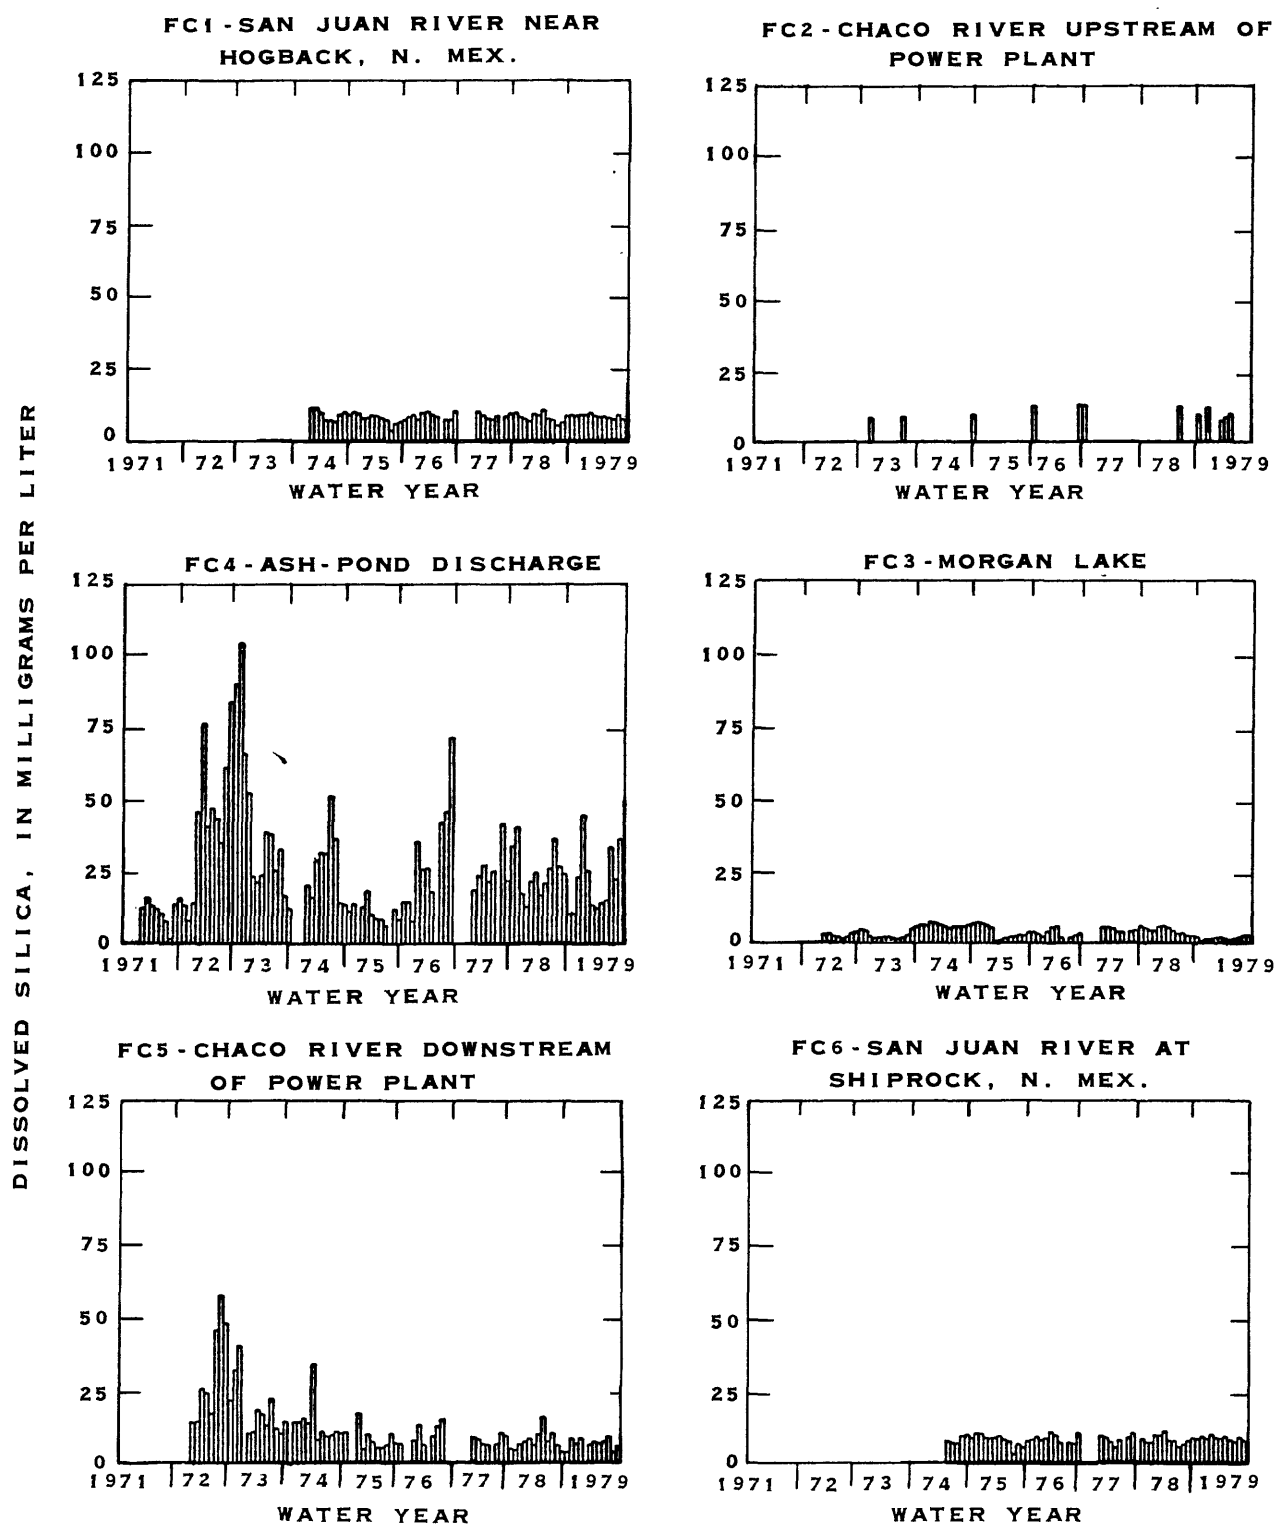 DISSOLVED SILICA, IN MILLIGRAMS PER LITER
FC1-SAN JUAN RIVER NEAR
HOGBACK, N. MEX.
125
100
75
50
25
0
1971 72 73 74 75 76 77 78 1979
WATER YEAR
FC2-CHACO RIVER UPSTREAM OF
POWER PLANT
125
100
75
50
25
0
1971 72 73 74 75 76 77 78 1979
WATER YEAR
FC4-ASH-POND DISCHARGE
125
100
75
50
25
0
1971 72 73 74 75 76 77 78 1979
WATER YEAR
FC3-MORGAN LAKE
125
100
75
50
25
0
1971 72 73 74 75 76 77 78 1979
WATER YEAR
FC5-CHACO RIVER DOWNSTREAM
OF POWER PLANT
125
100
75
50
25
0
1971 72 73 74 75 76 77 78 1979
WATER YEAR
FC6-SAN JUAN RIVER AT
SHIPROCK, N. MEX.
125
100
75
50
25
0
1971 72 73 74 75 76 77 78 1979
WATER YEAR